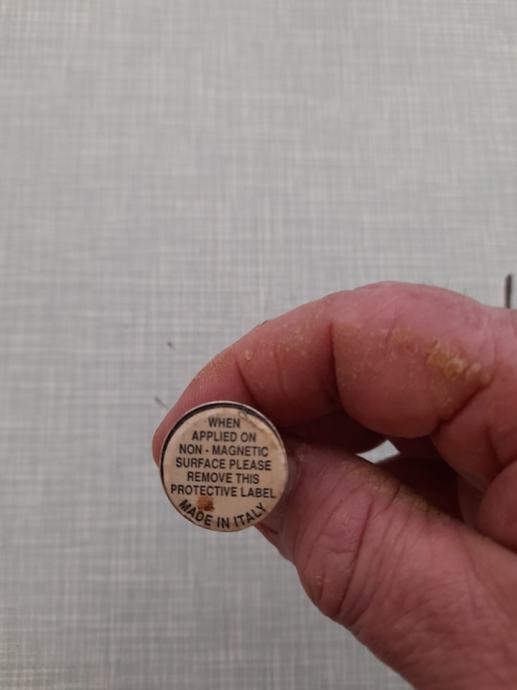 WHEN
APPLIED ON
NON - MAGNETIC
SURFACE PLEASE
REMOVE THIS
PROTECTIVE LABEL
MADE IN ITALY